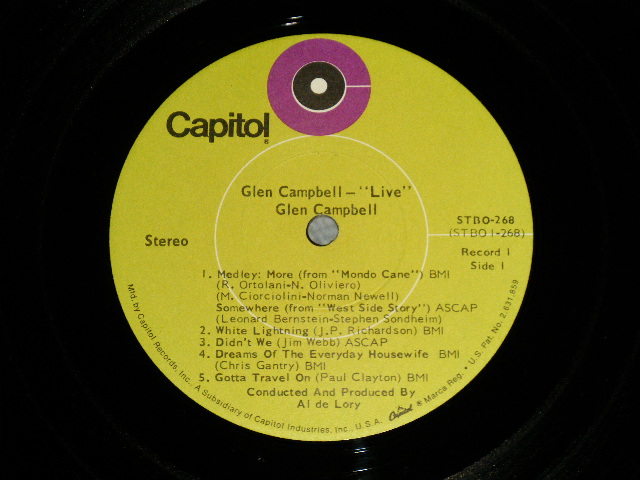 Capitol®
Glen Campbell – "Live"
Glen Campbell
STBO-268
(STBO 1-268)
Stereo
Record 1
Side 1
1. Medley: More (from "Mondo Cane") BMI
(R. Ortolani-N. Oliviero)
(M. Ciorciolini-Norman Newell)
Somewhere (from "West Side Story") ASCAP
(Leonard Bernstein-Stephen Sondheim)
2. White Lightning (J.P. Richardson) BMI
3. Didn't We (Jim Webb) ASCAP
4. Dreams Of The Everyday Housewife BMI
(Chris Gantry) BMI
5. Gotta Travel On (Paul Clayton) BMI
Conducted And Produced By
Al de Lory
Mfd. by Capitol Records, Inc., A Subsidiary of Capitol Industries, Inc., U.S.A. Capitol ® Marca Reg. • U.S. Pat. No. 2,631,859